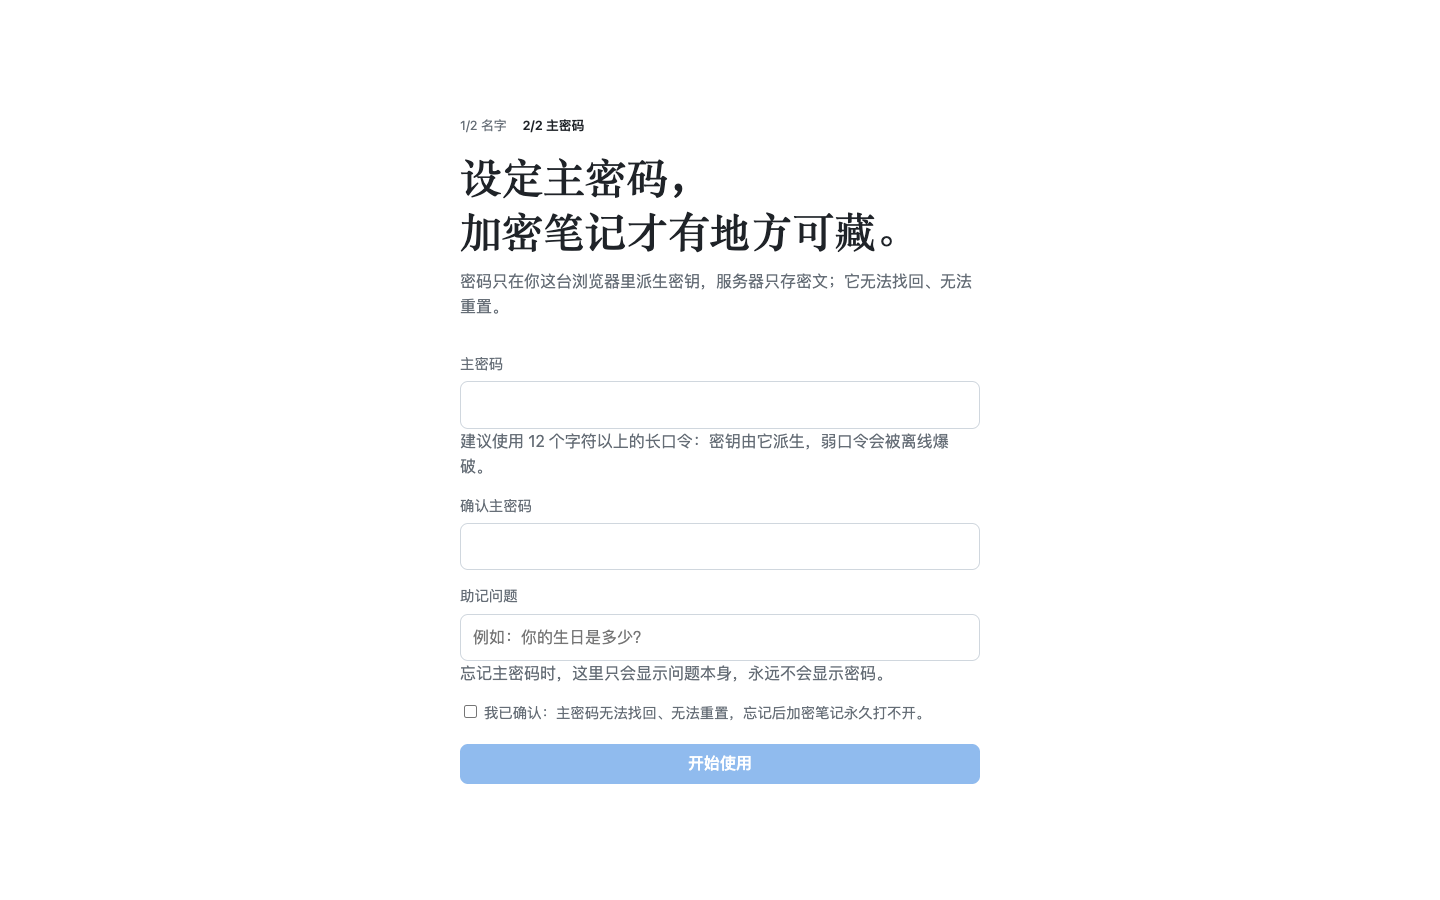 1/2 名字 2/2 主密码
设定主密码，
加密笔记才有地方可藏。
密码只在你这台浏览器里派生密钥，服务器只存密文；它无法找回、无法
重置。
主密码
建议使用 12 个字符以上的长口令：密钥由它派生，弱口令会被离线爆
破。
确认主密码
助记问题
例如：你的生日是多少?
忘记主密码时，这里只会显示问题本身，永远不会显示密码。
我已确认：主密码无法找回、无法重置，忘记后加密笔记永久打不开。
开始使用